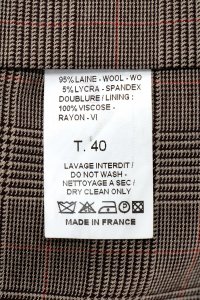 95% LAINE - WOOL - WO
5% LYCRA - SPANDEX
DOUBLURE / LINING :
100% VISCOSE -
RAYON - VI
T. 40
LAVAGE INTERDIT /
DO NOT WASH -
NETTOYAGE A SEC /
DRY CLEAN ONLY
MADE IN FRANCE